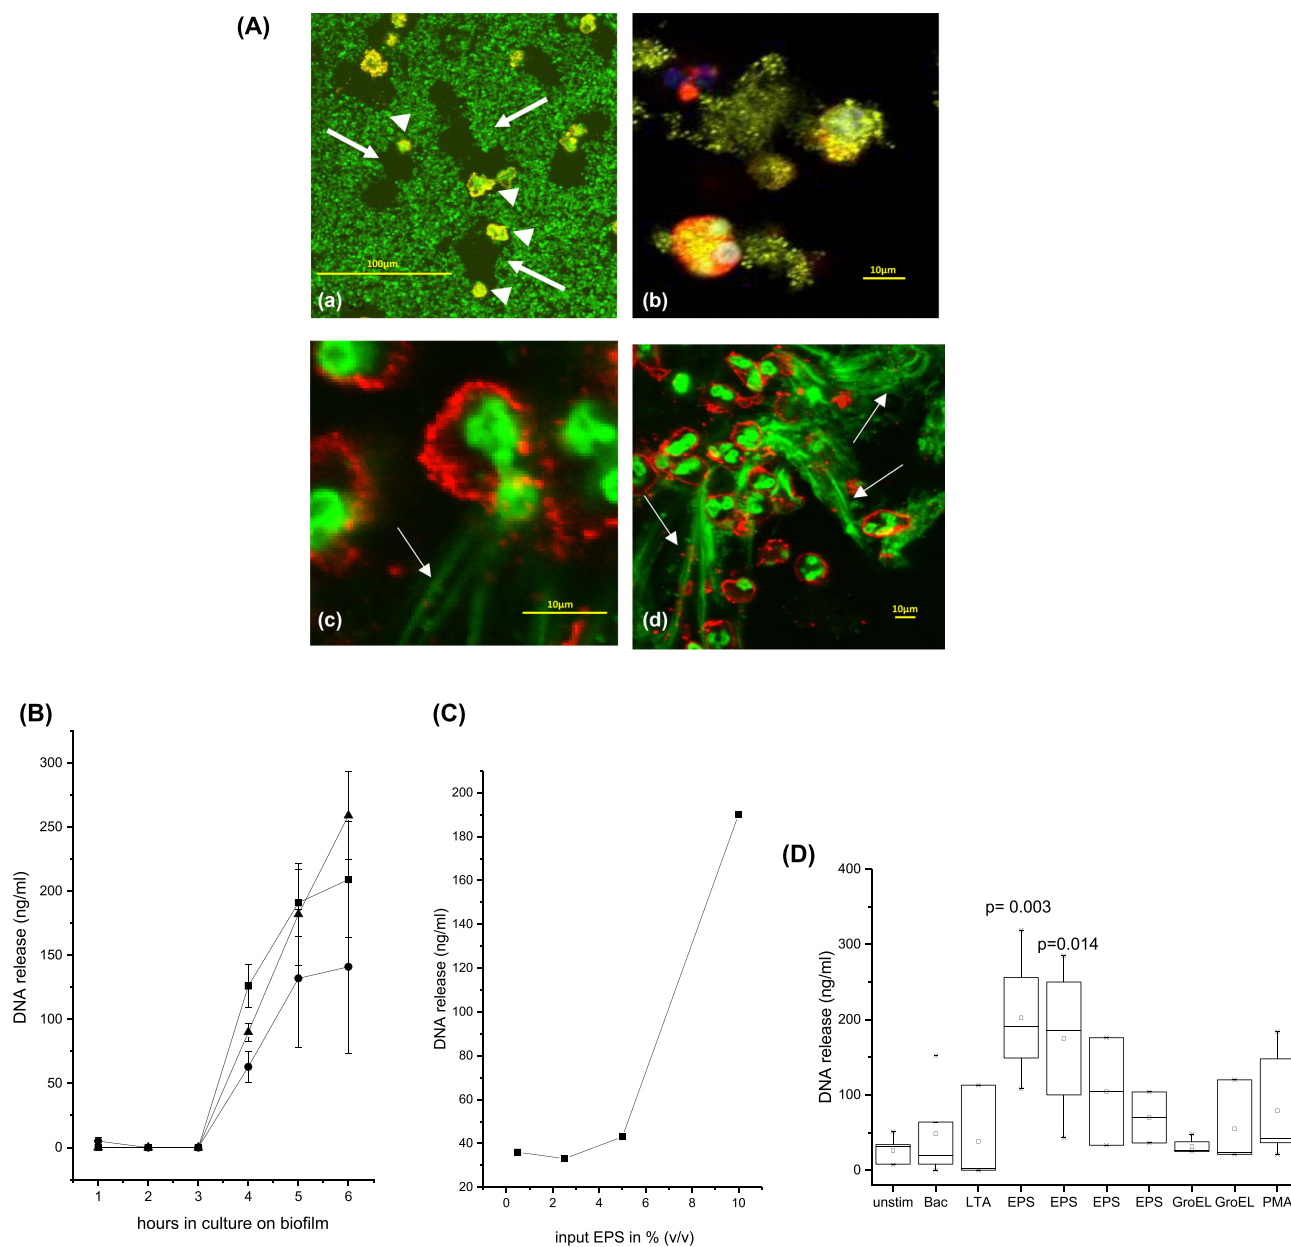 (A)
100µm
(a)
10µm
(b)
10µm
(c)
10µm
(d)
(B)
DNA release (ng/ml)
300
250
200
150
100
50
0
1 2 3 4 5 6
hours in culture on biofilm
(C)
DNA release (ng/ml)
200
180
160
140
120
100
80
60
40
20
0 2 4 6 8 10
input EPS in % (v/v)
(D)
DNA release (ng/ml)
400
300
200
100
0
p= 0.003
p=0.014
unstim Bac LTA EPS EPS EPS EPS GroEL GroEL PMA